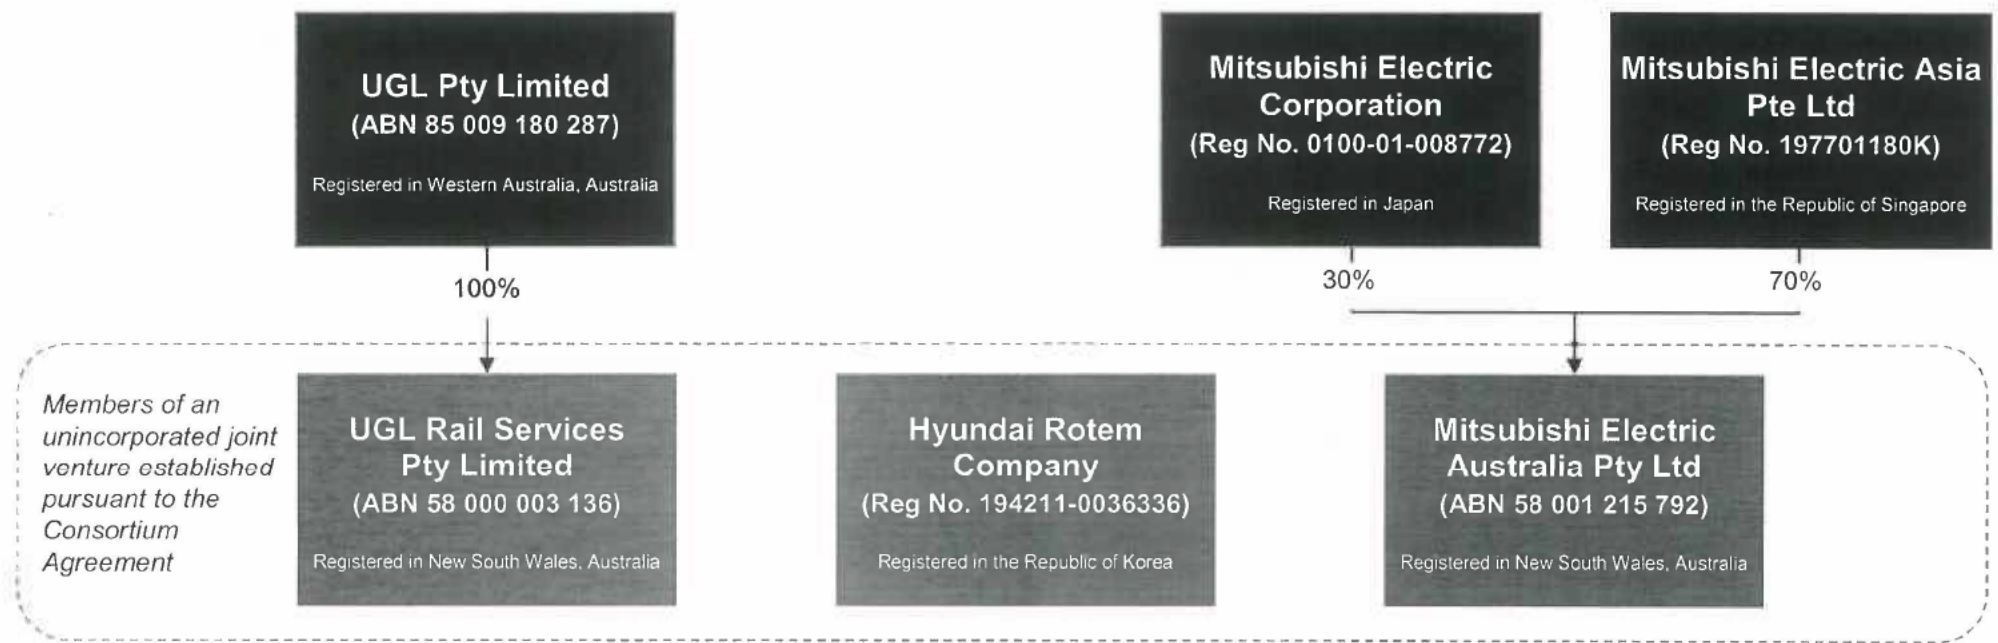 UGL Pty Limited
(ABN 85 009 180 287)
Registered in Western Australia, Australia
Mitsubishi Electric
Corporation
(Reg No. 0100-01-008772)
Registered in Japan
Mitsubishi Electric Asia
Pte Ltd
(Reg No. 197701180K)
Registered in the Republic of Singapore
100%
30%
70%
Members of an
unincorporated joint
venture established
pursuant to the
Consortium
Agreement
UGL Rail Services
Pty Limited
(ABN 58 000 003 136)
Registered in New South Wales, Australia
Hyundai Rotem
Company
(Reg No. 194211-0036336)
Registered in the Republic of Korea
Mitsubishi Electric
Australia Pty Ltd
(ABN 58 001 215 792)
Registered in New South Wales, Australia